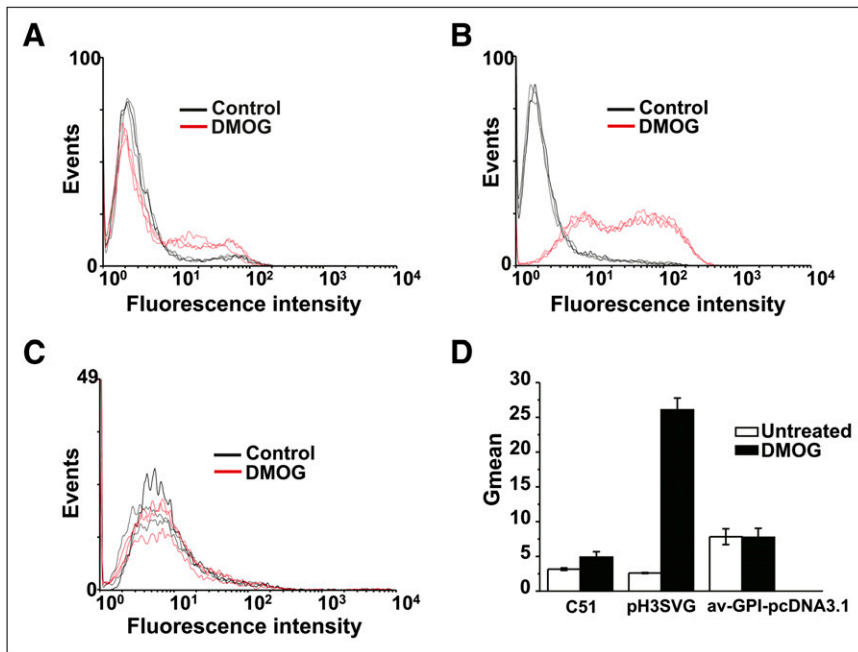 A
100
Events
0
Control
DMOG
10⁰ 10¹ 10² 10³ 10⁴
Fluorescence intensity
B
100
Events
0
Control
DMOG
10⁰ 10¹ 10² 10³ 10⁴
Fluorescence intensity
C
49
Events
0
Control
DMOG
10⁰ 10¹ 10² 10³ 10⁴
Fluorescence intensity
D
30
25
20
15
10
5
0
Gmean
Untreated
DMOG
C51 pH3SVG av-GPI-pcDNA3.1